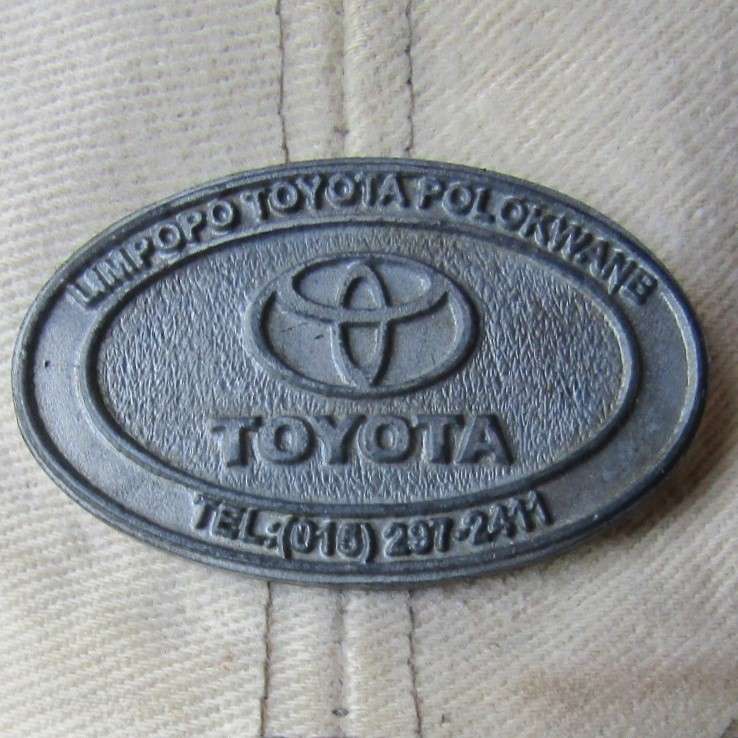 LIMPOPO TOYOTA POLOKWANE
TOYOTA
TEL:(015) 297-2411